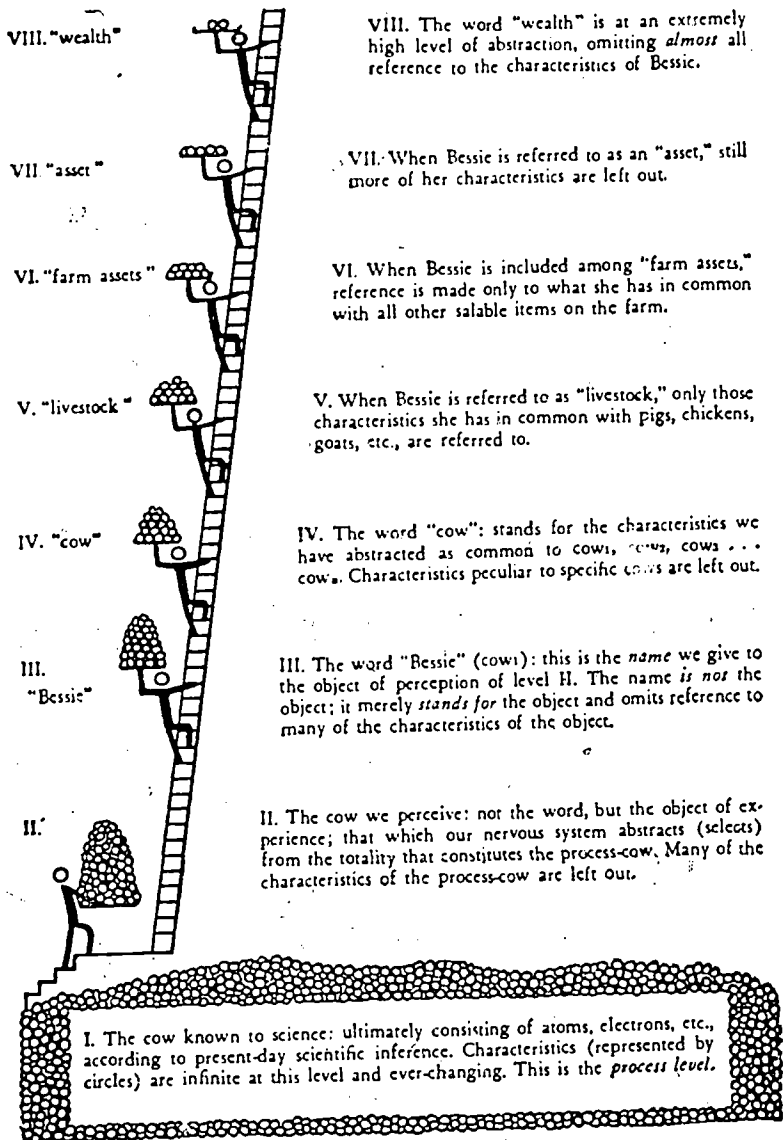 VIII. "wealth"
VIII. The word "wealth" is at an extremely
high level of abstraction, omitting almost all
reference to the characteristics of Bessie.
VII. "asset"
VII. When Bessie is referred to as an "asset," still
more of her characteristics are left out.
VI. "farm assets"
VI. When Bessie is included among "farm assets,"
reference is made only to what she has in common
with all other salable items on the farm.
V. "livestock"
V. When Bessie is referred to as "livestock," only those
characteristics she has in common with pigs, chickens,
goats, etc., are referred to.
IV. "cow"
IV. The word "cow": stands for the characteristics we
have abstracted as common to cow₁, cow₂, cow₃ . . .
cowₙ. Characteristics peculiar to specific cows are left out.
III.
"Bessie"
III. The word "Bessie" (cow₁): this is the name we give to
the object of perception of level H. The name is not the
object; it merely stands for the object and omits reference to
many of the characteristics of the object.
II.
II. The cow we perceive: not the word, but the object of ex-
perience; that which our nervous system abstracts (selects)
from the totality that constitutes the process-cow. Many of the
characteristics of the process-cow are left out.
I. The cow known to science: ultimately consisting of atoms, electrons, etc.,
according to present-day scientific inference. Characteristics (represented by
circles) are infinite at this level and ever-changing. This is the process level.